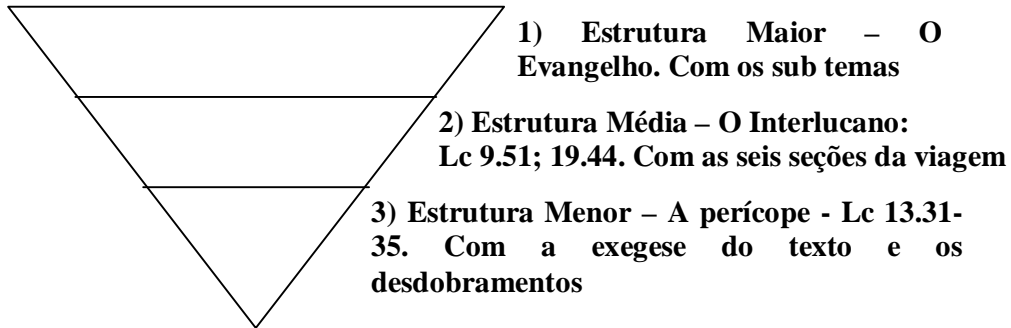 1) Estrutura Maior – O
Evangelho. Com os sub temas
2) Estrutura Média – O Interlucano:
Lc 9.51; 19.44. Com as seis seções da viagem
3) Estrutura Menor – A perícope - Lc 13.31-
35. Com a exegese do texto e os
desdobramentos